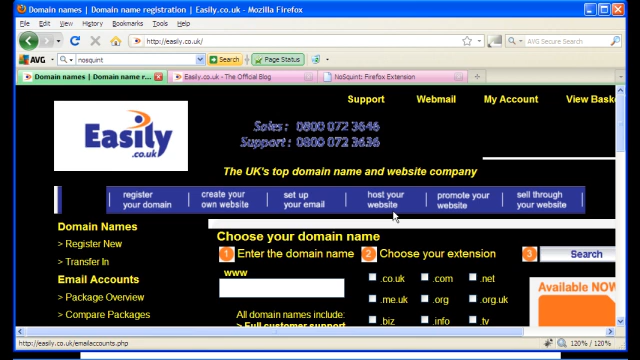 Domain names | Domain name registration | Easily.co.uk - Mozilla Firefox
File Edit View History Bookmarks Tools Help
http://easily.co.uk/
AVG Secure Search
AVG nosquint Search Page Status
Domain names | Domain name r...
Easily.co.uk - The Official Blog
NoSquint: Firefox Extension
Support Webmail My Account View Bask
Easily
.co.uk
Sales : 0800 072 3646
Support : 0800 072 3636
The UK's top domain name and website company
register your domain
create your own website
set up your email
host your website
promote your website
sell through your website
Domain Names
> Register New
> Transfer In
Email Accounts
> Package Overview
> Compare Packages
Choose your domain name
1 Enter the domain name
2 Choose your extension
3 Search
www
.co.uk .com .net
.me.uk .org .org.uk
.biz .info .tv
All domain names include:
> Full customer support
Available NOW
http://easily.co.uk/emailaccounts.php
120% / 120%